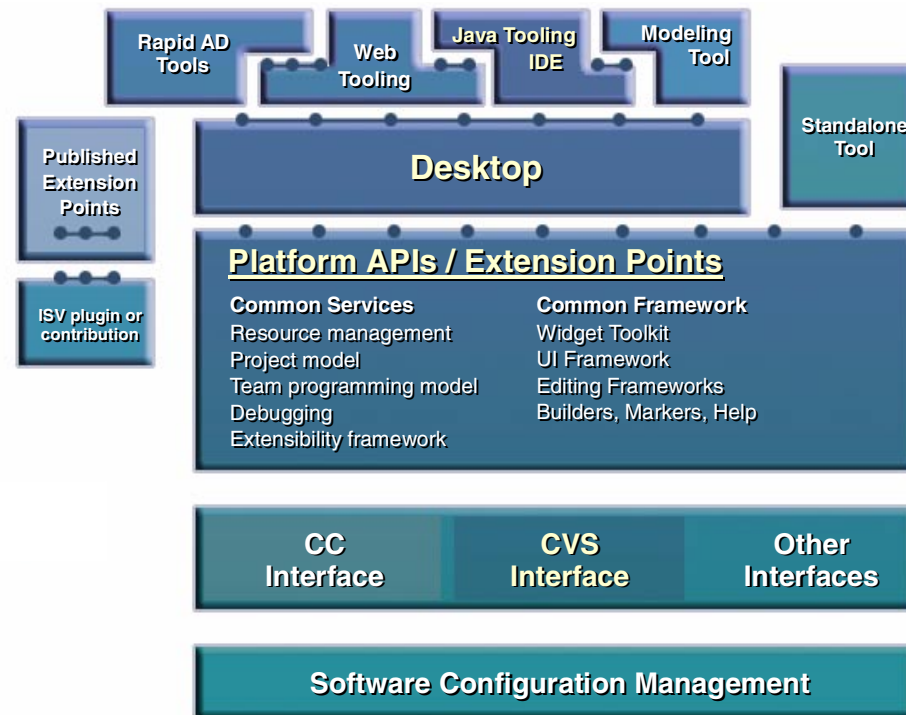 Rapid AD
Tools
Web
Tooling
Java Tooling
IDE
Modeling
Tool
Standalone
Tool
Published
Extension
Points
Desktop
ISV plugin or
contribution
Platform APIs / Extension Points
Common Services
Resource management
Project model
Team programming model
Debugging
Extensibility framework
Common Framework
Widget Toolkit
UI Framework
Editing Frameworks
Builders, Markers, Help
CC
Interface
CVS
Interface
Other
Interfaces
Software Configuration Management